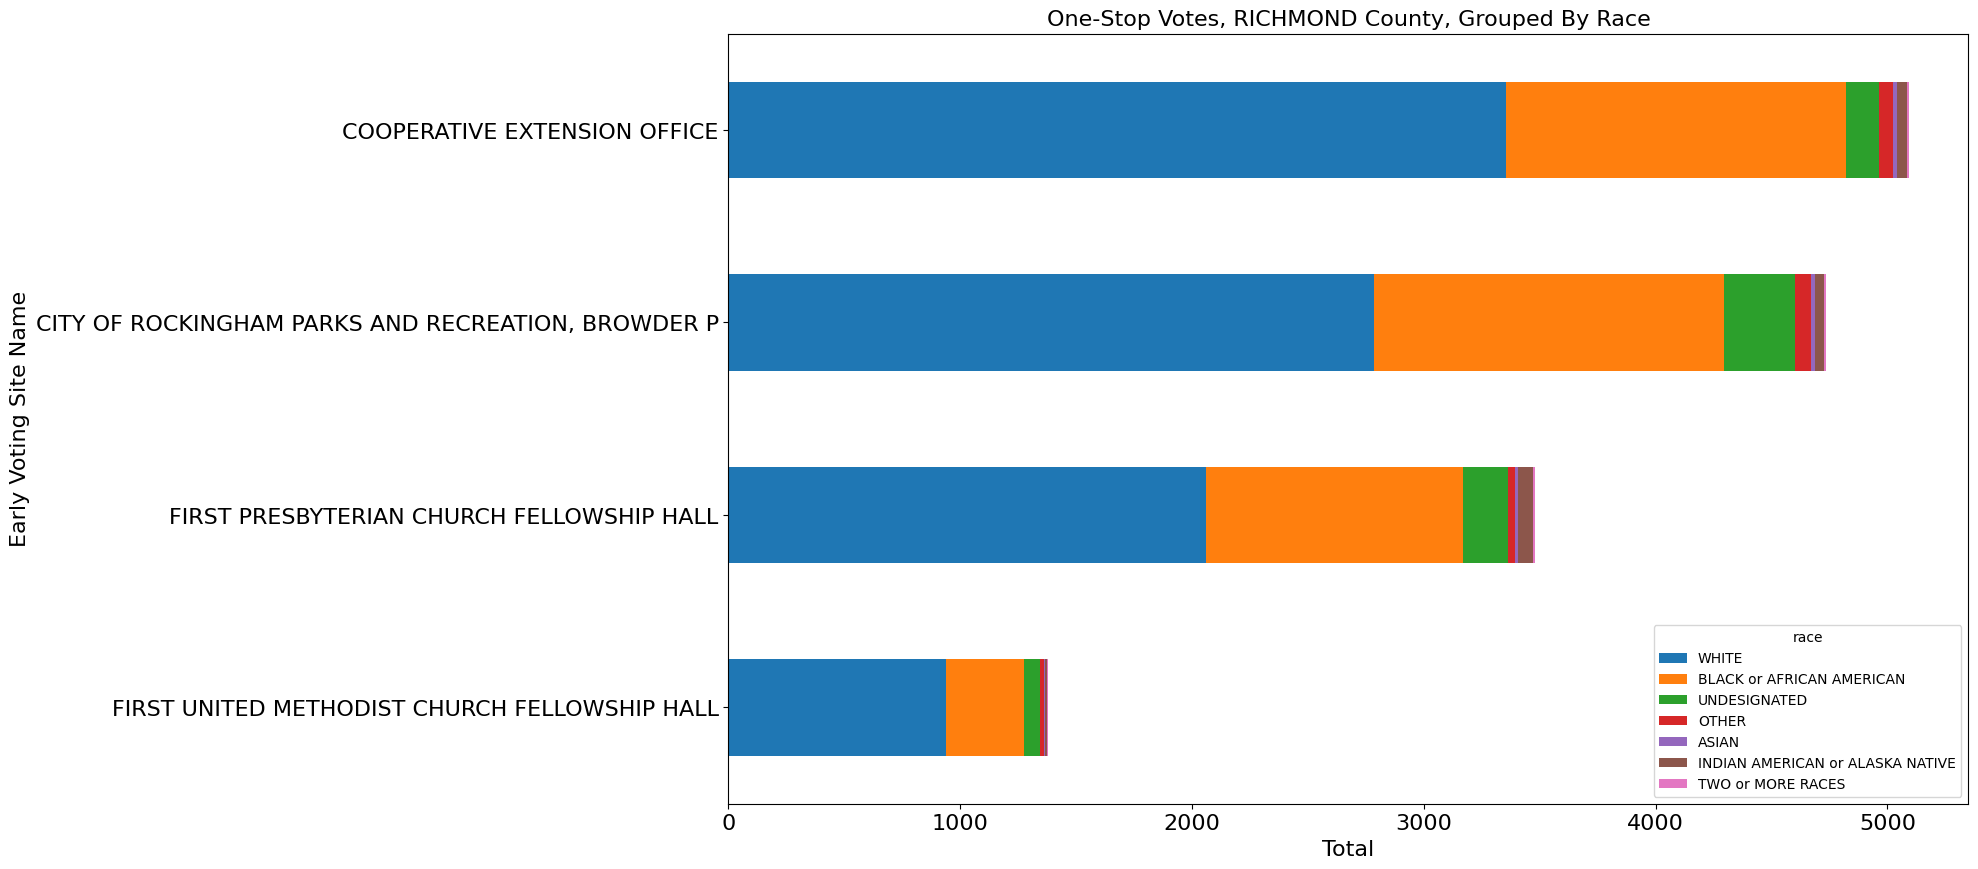 One-Stop Votes, RICHMOND County, Grouped By Race
Early Voting Site Name
COOPERATIVE EXTENSION OFFICE
CITY OF ROCKINGHAM PARKS AND RECREATION, BROWDER P
FIRST PRESBYTERIAN CHURCH FELLOWSHIP HALL
FIRST UNITED METHODIST CHURCH FELLOWSHIP HALL
race
WHITE
BLACK or AFRICAN AMERICAN
UNDESIGNATED
OTHER
ASIAN
INDIAN AMERICAN or ALASKA NATIVE
TWO or MORE RACES
0 1000 2000 3000 4000 5000
Total